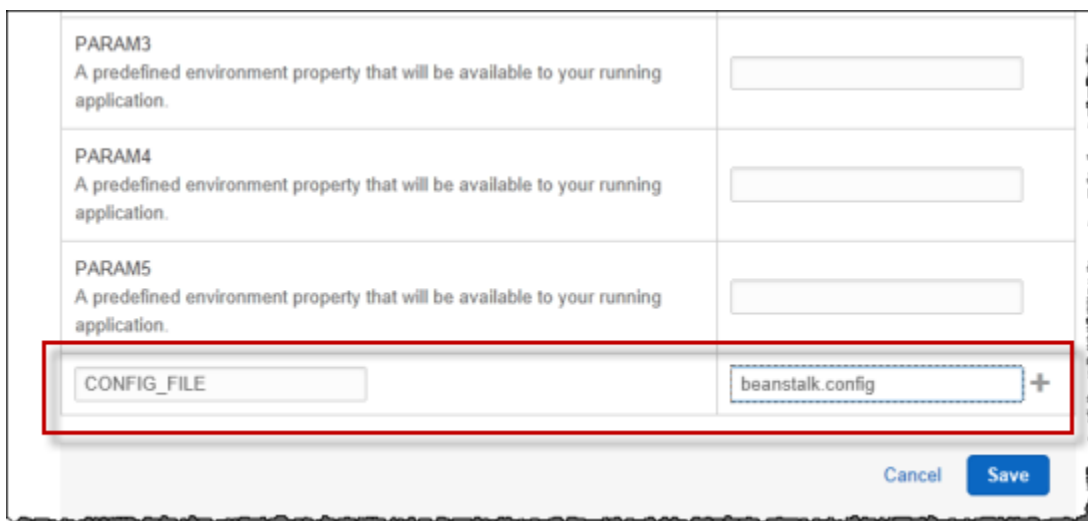 PARAM3
A predefined environment property that will be available to your running
application.
PARAM4
A predefined environment property that will be available to your running
application.
PARAM5
A predefined environment property that will be available to your running
application.
CONFIG_FILE beanstalk.config +
Cancel Save